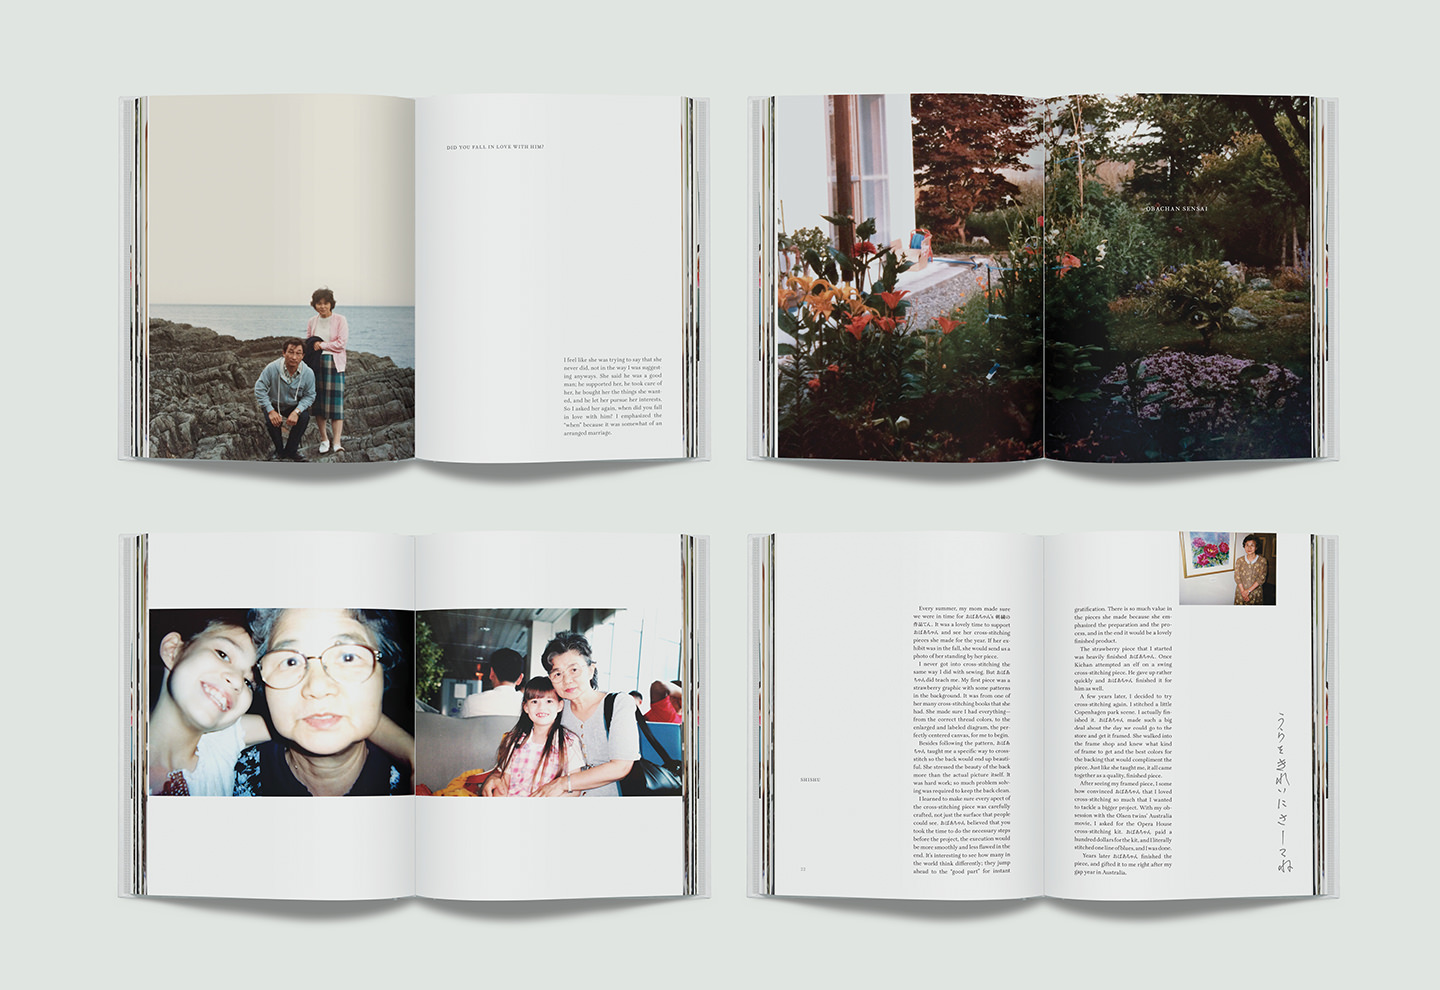 DID YOU FALL IN LOVE WITH HIM?
I feel like she was trying to say that she
never did, not in the way I was suggest-
ing anyways. She said he was a good
man; he supported her, he took care of
her, he bought her the things she want-
ed, and he let her pursue her interests.
So I asked her again, when did you fall
in love with him? I emphasized the
"when" because it was somewhat of an
arranged marriage.
OBACHAN SENSAI
SHISHU
Every summer, my mom made sure
we were in time for おばあちゃん's 刺繍の
作品てん. It was a lovely time to support
おばあちゃん and see her cross-stitching
pieces she made for the year. If her ex-
hibit was in the fall, she would send us a
photo of her standing by her piece.
I never got into cross-stitching the
same way I did with sewing. But おばあ
ちゃん did teach me. My first piece was a
strawberry graphic with some patterns
in the background. It was from one of
her many cross-stitching books that she
had. She made sure I had everything—
from the correct thread colors, to the
enlarged and labeled diagram, the per-
fectly centered canvas, for me to begin.
Besides following the pattern, おばあ
ちゃん taught me a specific way to cross-
stitch so the back would end up beauti-
ful. She stressed the beauty of the back
more than the actual picture itself. It
was hard work; so much problem solv-
ing was required to keep the back clean.
I learned to make sure every apect of
the cross-stitching piece was carefully
crafted, not just the surface that people
could see. おばあちゃん believed that you
took the time to do the necessary steps
before the project, the execution would
be more smoothly and less flawed in the
end. It's interesting to see how many in
the world think differently; they jump
ahead to the "good part" for instant
gratification. There is so much value in
the pieces she made because she em-
phasized the preparation and the pro-
cess, and in the end it would be a lovely
finished product.
The strawberry piece that I started
was heavily finished おばあちゃん. Once
Kichan attempted an elf on a swing
cross-stitching piece. He gave up rather
quickly and おばあちゃん finished it for
him as well.
A few years later, I decided to try
cross-stitching again. I stitched a little
Copenhagen park scene. I actually fin-
ished it. おばあちゃん made such a big
deal about the day we could go to the
store and get it framed. She walked into
the frame shop and knew what kind
of frame to get and the best colors for
the backing that would compliment the
piece. Just like she taught me, it all came
together as a quality, finished piece.
After seeing my framed piece, I some
how convinced おばあちゃん that I loved
cross-stitching so much that I wanted
to tackle a bigger project. With my ob-
session with the Olsen twins' Australia
movie, I asked for the Opera House
cross-stitching kit. おばあちゃん paid a
hundred dollars for the kit, and I literally
stitched one line of blues, and I was done.
Years later おばあちゃん finished the
piece, and gifted it to me right after my
gap year in Australia.
うらをきれいにさーてね